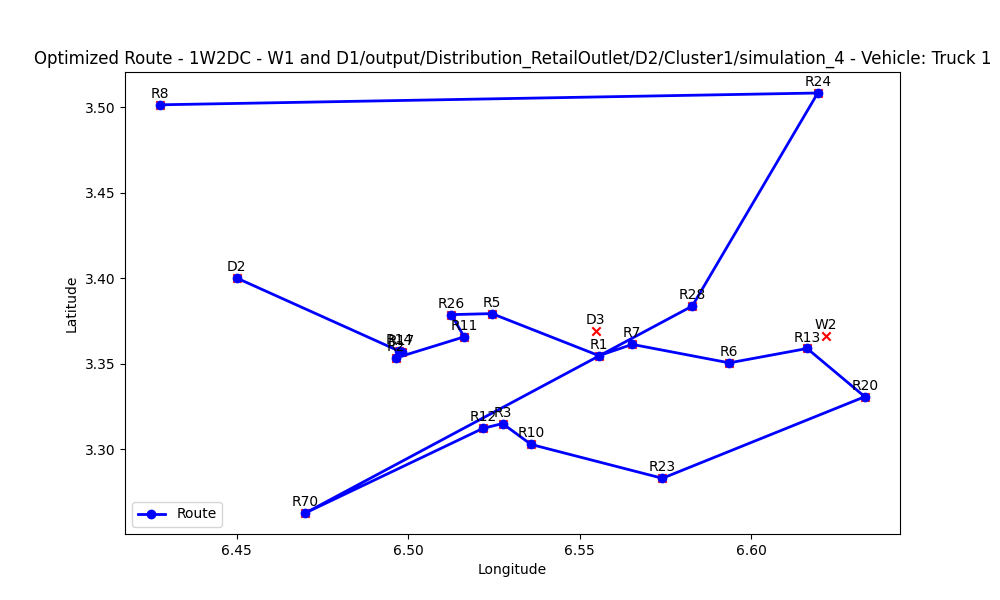 Optimized Route - 1W2DC - W1 and D1/output/Distribution_RetailOutlet/D2/Cluster1/simulation_4 - Vehicle: Truck 1
R8
R24
3.50
3.45
3.40
3.35
3.30
Latitude
D2
R26
R5
R11
R28
D3
R1
R7
R6
R13
W2
R20
R12
R3
R10
R23
R70
Route
6.45
6.50
6.55
6.60
Longitude